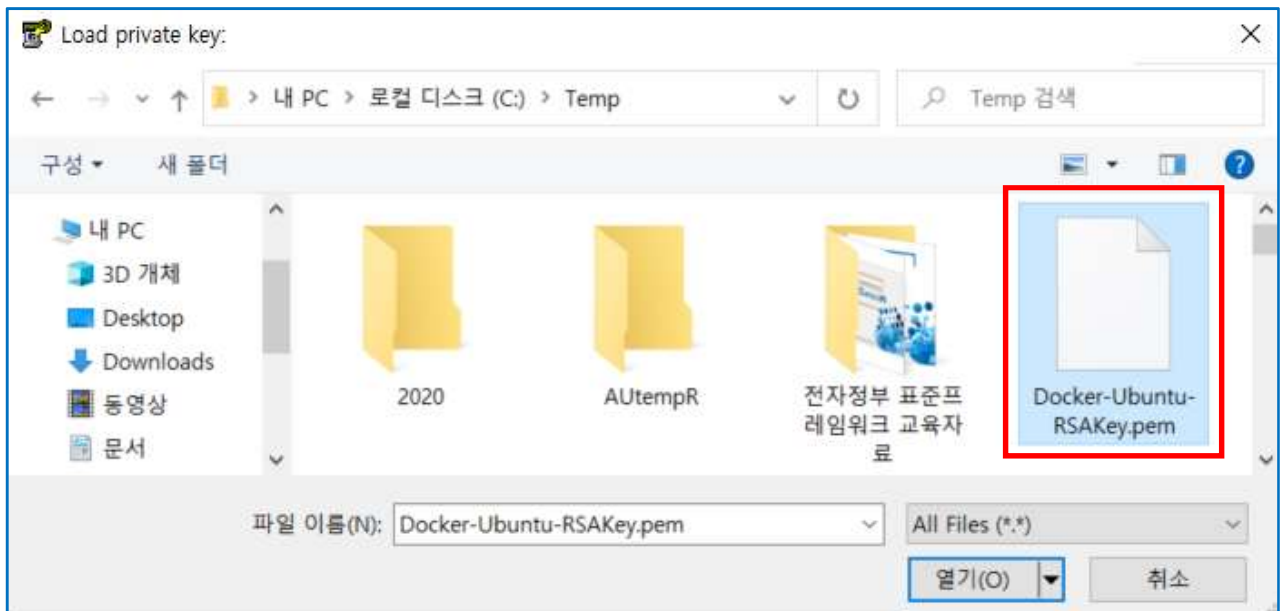 Load private key:
내 PC > 로컬 디스크 (C:) > Temp
Temp 검색
구성
새 폴더
내 PC
3D 개체
Desktop
Downloads
동영상
문서
2020
AUtempR
전자정부 표준프
레임워크 교육자
료
Docker-Ubuntu-
RSAKey.pem
파일 이름(N):
Docker-Ubuntu-RSAKey.pem
All Files (*.*)
열기(O)
취소